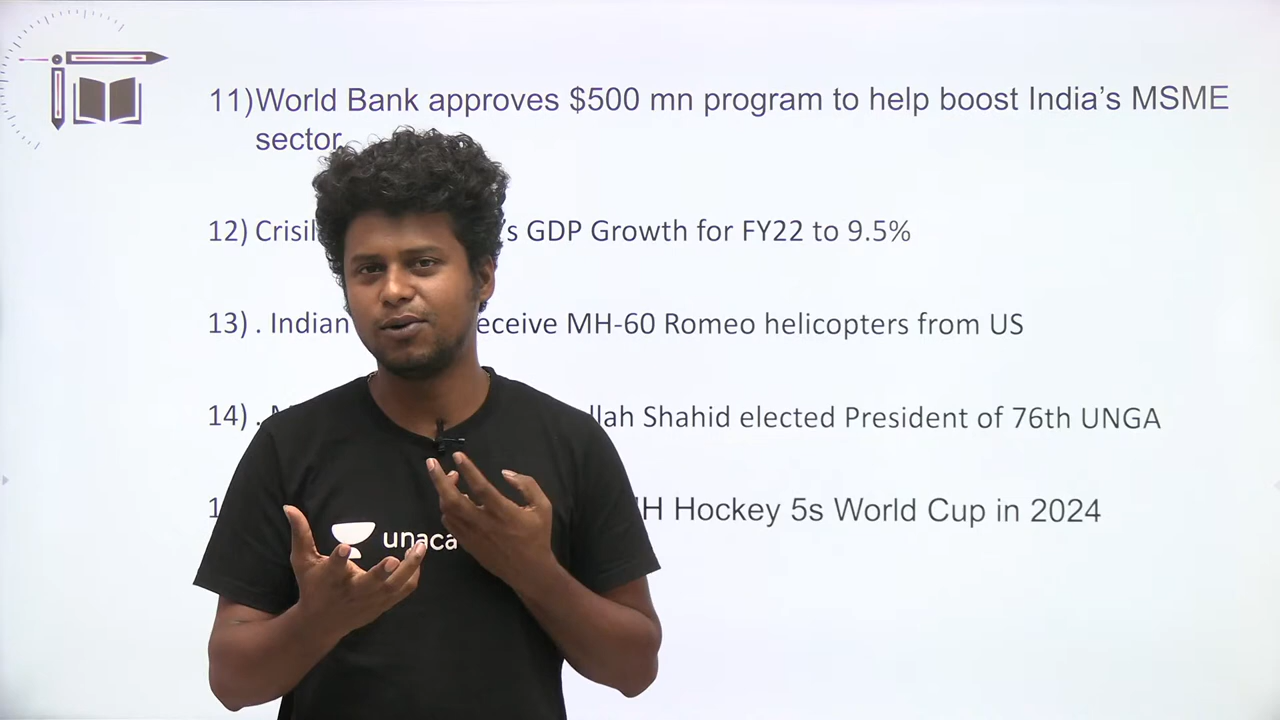 11)World Bank approves $500 mn program to help boost India's MSME
sector.
12) Crisil 's GDP Growth for FY22 to 9.5%
13) . Indian MH-60 Romeo helicopters from US
14) . Shahid elected President of 76th UNGA
Hockey 5s World Cup in 2024
unaca